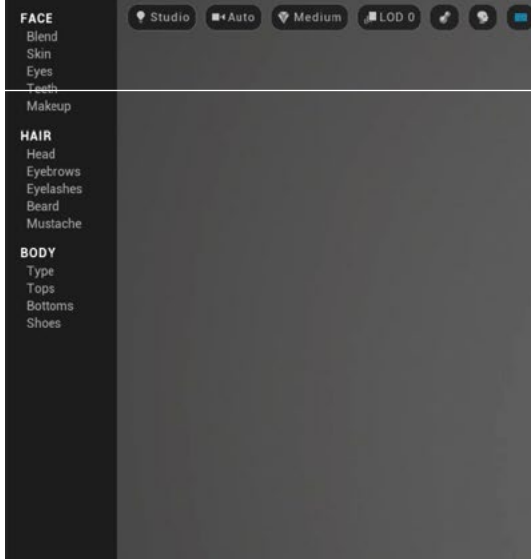 FACE
Blend
Skin
Eyes
Teeth
Makeup
HAIR
Head
Eyebrows
Eyelashes
Beard
Mustache
BODY
Type
Tops
Bottoms
Shoes
Studio Auto Medium LOD 0